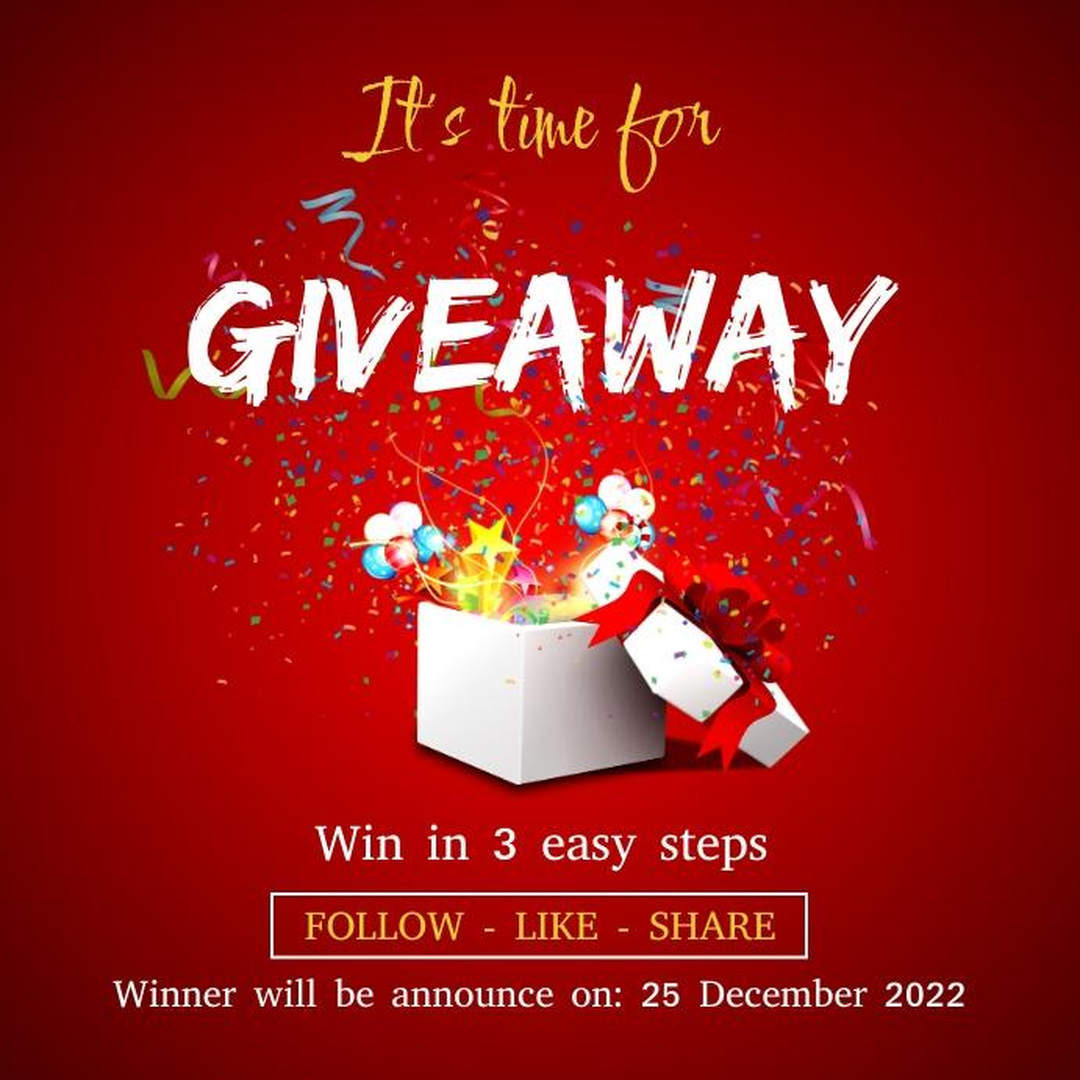 It's time for
GIVEAWAY
Win in 3 easy steps
FOLLOW - LIKE - SHARE
Winner will be announce on: 25 December 2022